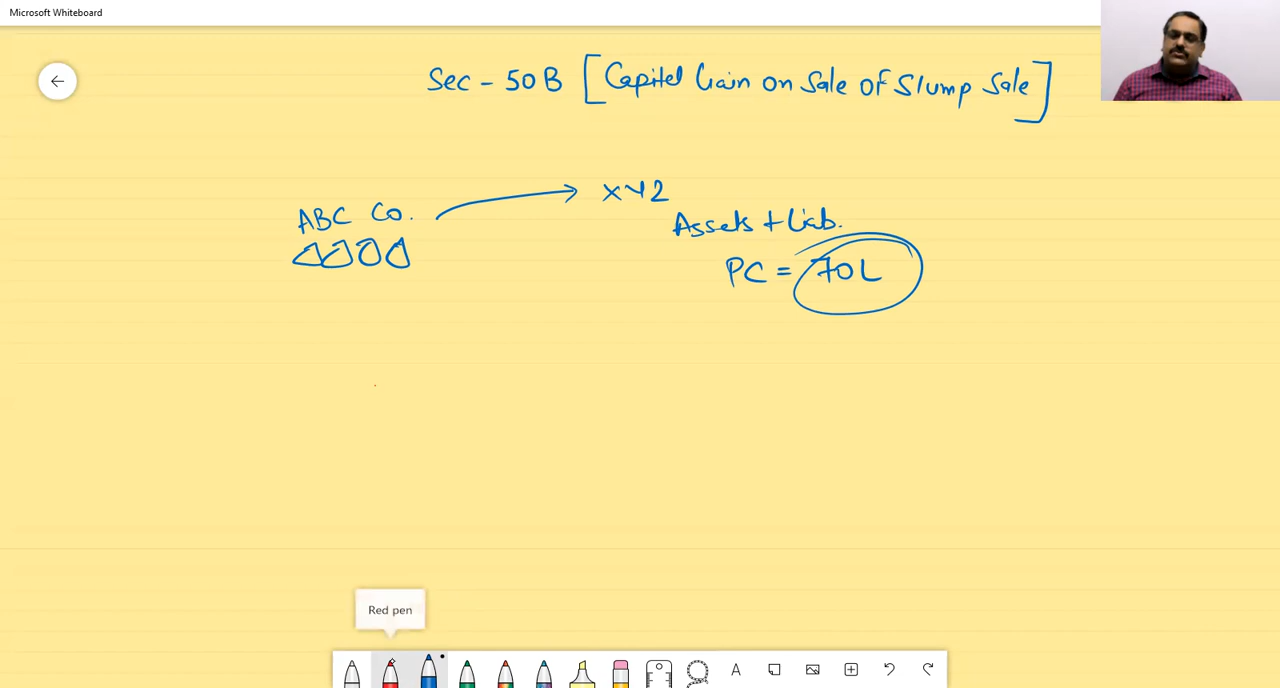 Microsoft Whiteboard
Sec - 50B [Capital Gain on Sale of Slump Sale]
ABC Co.
XYZ
Assets + Liab.
PC = 70L
Red pen
A